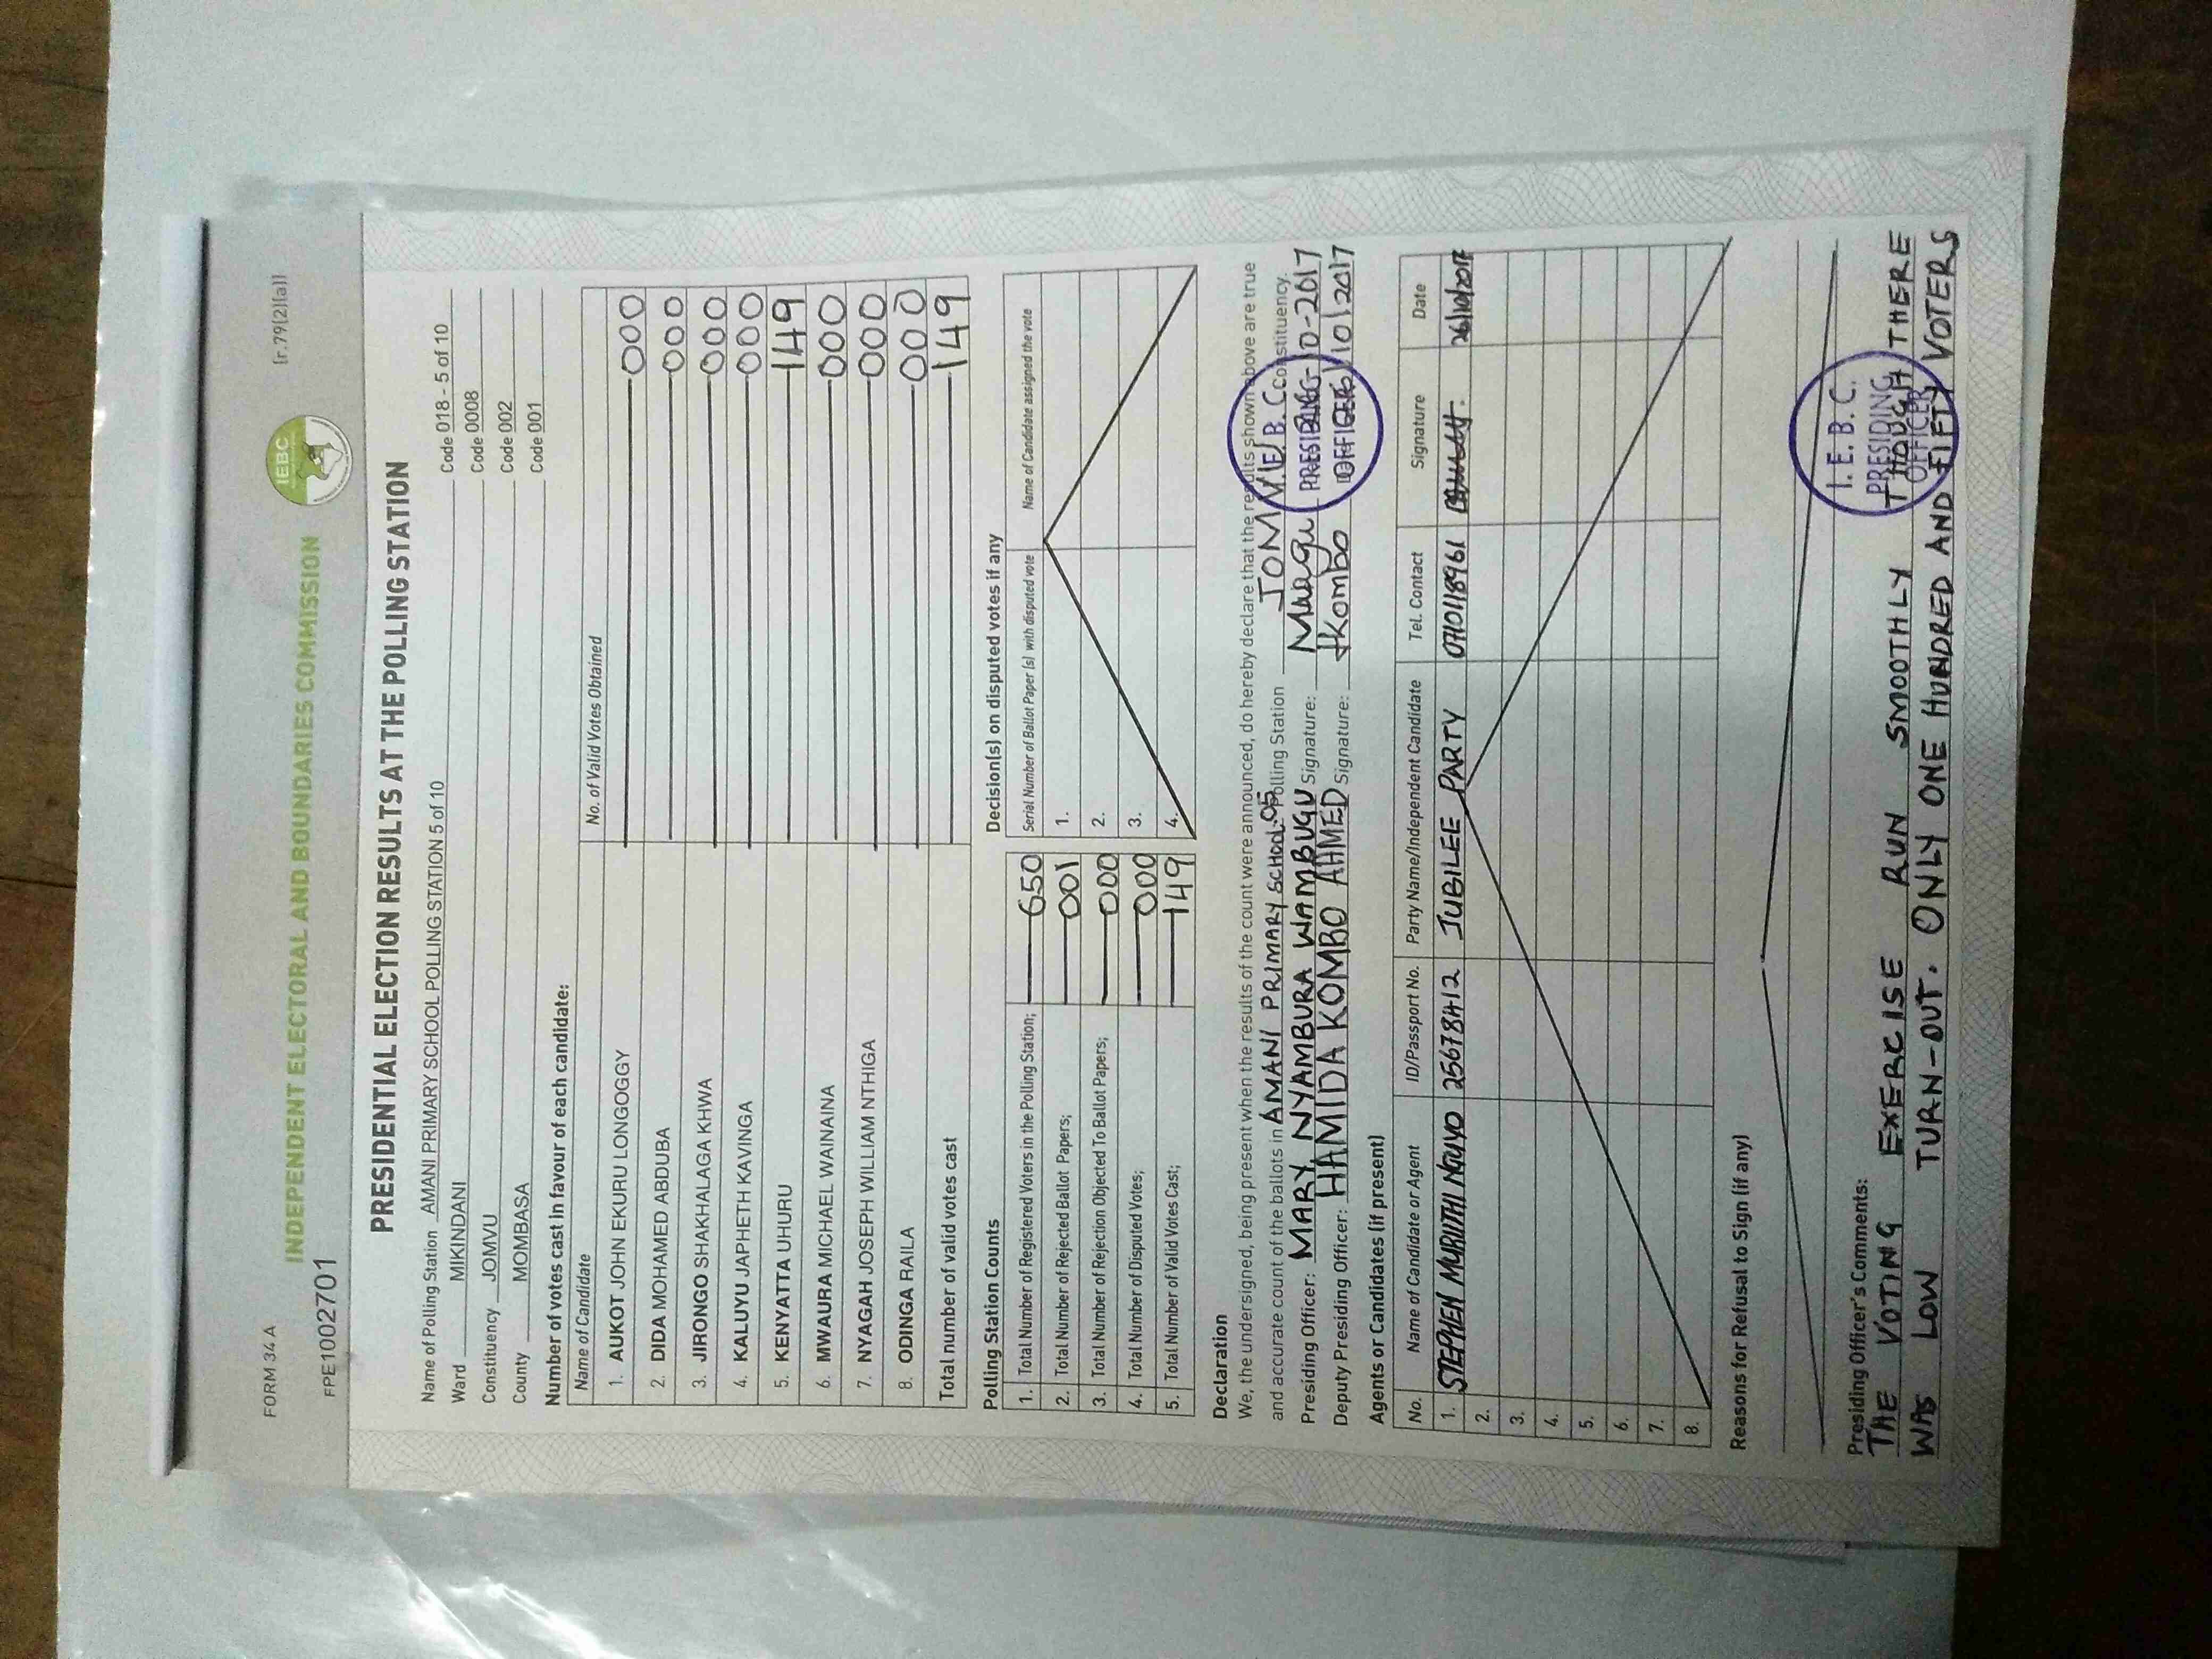 FORM 34 A
[r.79(2)(a)]
IEBC
INDEPENDENT ELECTORAL AND BOUNDARIES COMMISSION
FPE1002701
PRESIDENTIAL ELECTION RESULTS AT THE POLLING STATION
Name of Polling Station AMANI PRIMARY SCHOOL POLLING STATION 5 of 10 Code 018 - 5 of 10
Ward MIKINDANI Code 0008
Constituency JOMVU Code 002
County MOMBASA Code 001
Number of votes cast in favour of each candidate:
Name of Candidate No. of Valid Votes Obtained
1. AUKOT JOHN EKURU LONGOGGY 000
2. DIDA MOHAMED ABDUBA 000
3. JIRONGO SHAKHALAGA KHWA 000
4. KALUYU JAPHETH KAVINGA 000
5. KENYATTA UHURU 149
6. MWAURA MICHAEL WAINAINA 000
7. NYAGAH JOSEPH WILLIAM NTHIGA 000
8. ODINGA RAILA 000
Total number of valid votes cast 149
Polling Station Counts
1. Total Number of Registered Voters in the Polling Station; 650
2. Total Number of Rejected Ballot Papers; 001
3. Total Number of Rejection Objected To Ballot Papers; 000
4. Total Number of Disputed Votes; 000
5. Total Number of Valid Votes Cast; 149
Decision(s) on disputed votes if any
Serial Number of Ballot Paper (s) with disputed vote Name of Candidate assigned the vote
1.
2.
3.
4.
Declaration
We, the undersigned, being present when the results of the count were announced, do hereby declare that the results shown above are true
and accurate count of the ballots in AMANI PRIMARY SCHOOL-05 Polling Station JOMVU Constituency.
Presiding Officer: MARY NYAMBURA WAMBUGU Signature: -10-2017
Deputy Presiding Officer: HAMIDA KOMBO AHMED Signature: HKombo /10/2017
I.E.B.C.
PRESIDING
OFFICER
Agents or Candidates (if present)
No. Name of Candidate or Agent ID/Passport No. Party Name/Independent Candidate Tel. Contact Signature Date
1. STEPHEN MURIITHI NGUYO 25678412 JUBILEE PARTY 0710118961 26/10/2017
2.
3.
4.
5.
6.
7.
8.
Reasons for Refusal to Sign (if any)
Presiding Officer's Comments:
THE VOTING EXERCISE RUN SMOOTHLY THOUGH THERE
WAS LOW TURN-OUT. ONLY ONE HUNDRED AND FIFTY VOTERS
I.E.B.C.
PRESIDING
OFFICER